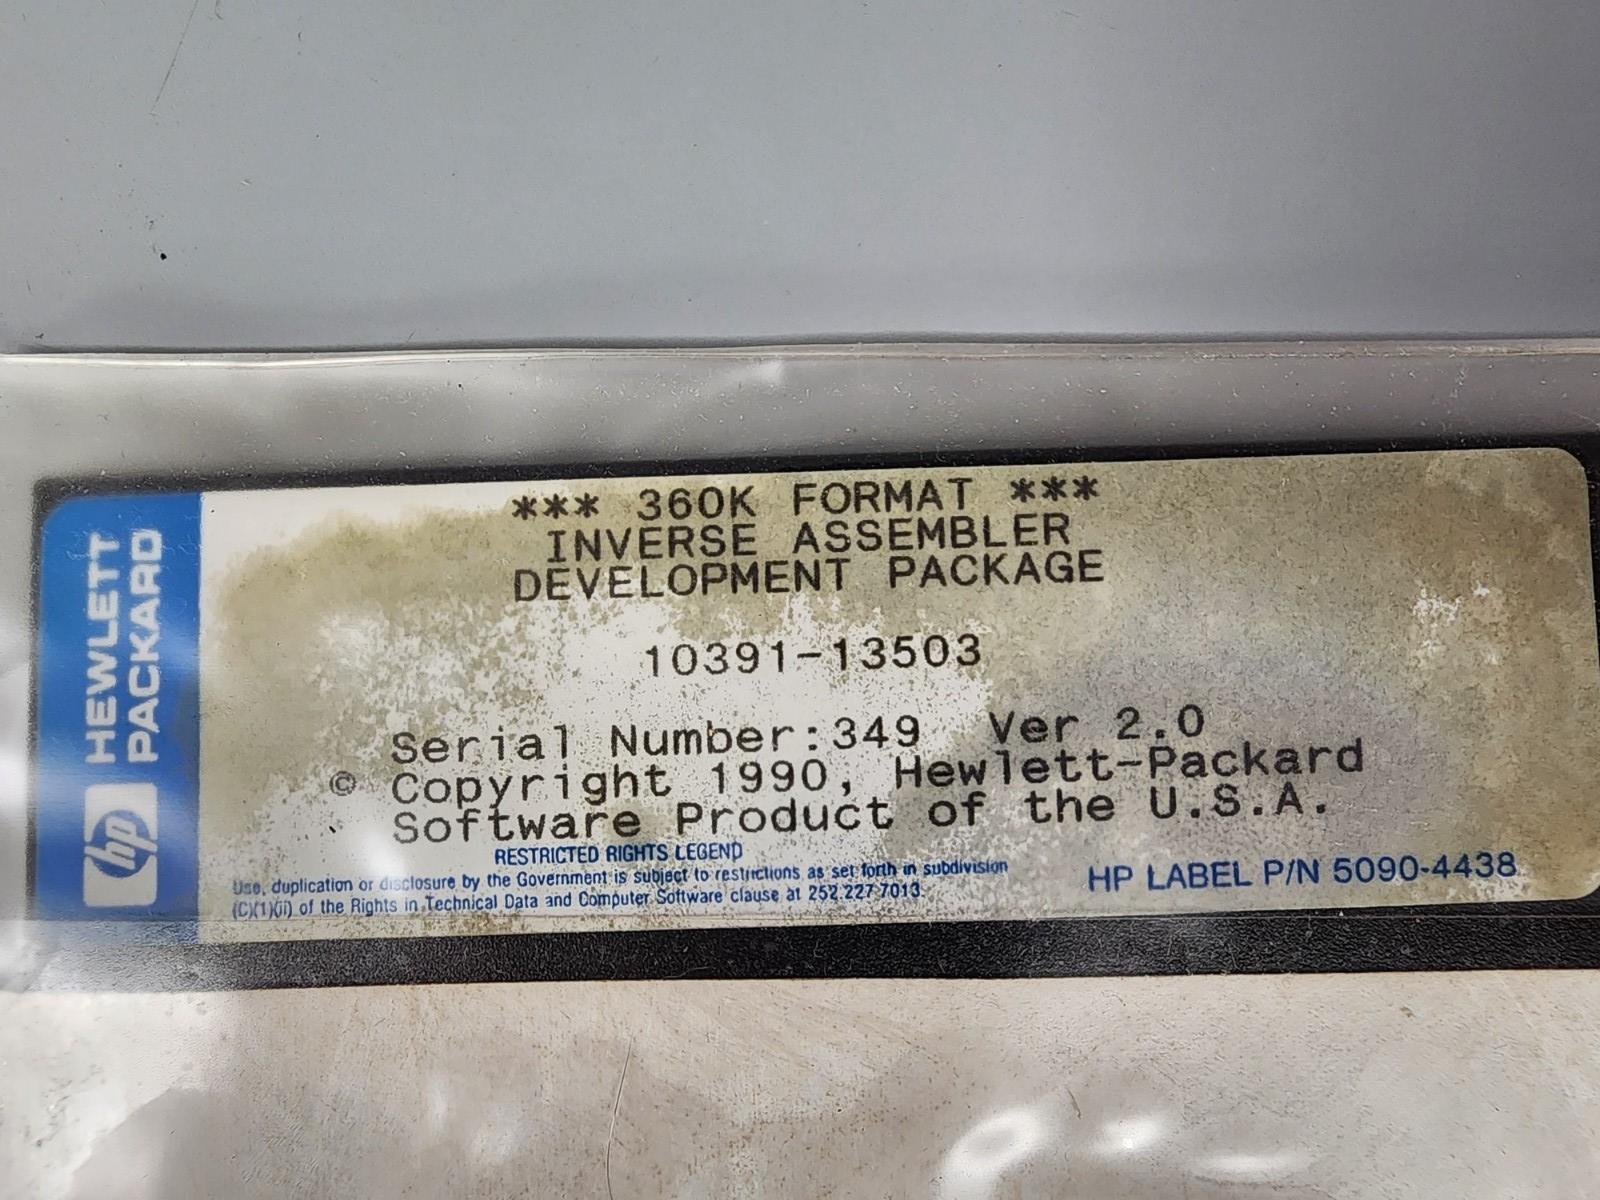 HEWLETT
PACKARD
hp
*** 360K FORMAT ***
INVERSE ASSEMBLER
DEVELOPMENT PACKAGE
10391-13503
Serial Number:349 Ver 2.0
© Copyright 1990, Hewlett-Packard
Software Product of the U.S.A.
RESTRICTED RIGHTS LEGEND
Use, duplication or disclosure by the Government is subject to restrictions as set forth in subdivision
(C)(1)(ii) of the Rights in Technical Data and Computer Software clause at 252.227-7013.
HP LABEL P/N 5090-4438